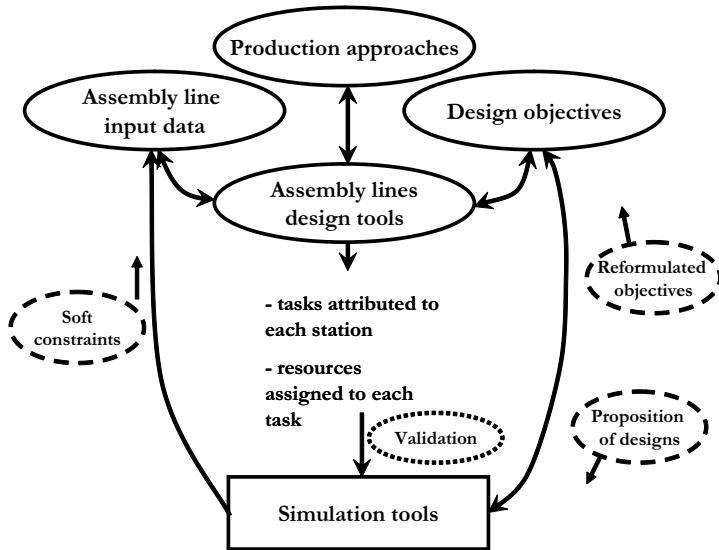 Production approaches
Assembly line
input data
Design objectives
Assembly lines
design tools
Reformulated
objectives
- tasks attributed to
each station
Soft
constraints
- resources
assigned to each
task
Validation
Proposition
of designs
Simulation tools